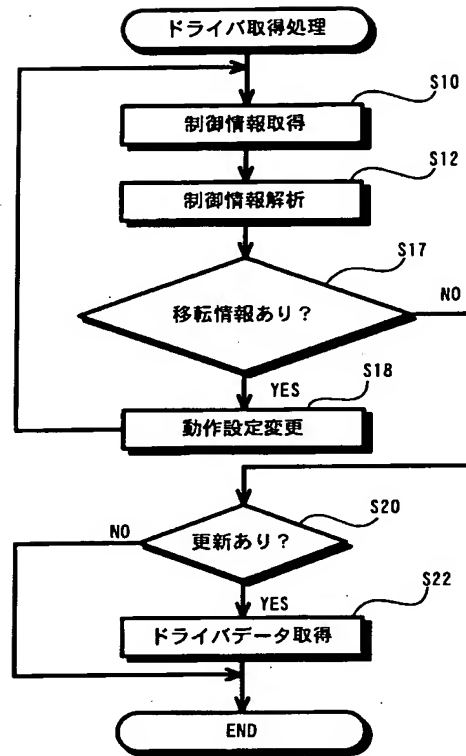 ドライバ取得処理
S10
制御情報取得
S12
制御情報解析
S17
移転情報あり?
NO
YES
S18
動作設定変更
S20
NO
更新あり?
YES
S22
ドライバデータ取得
END